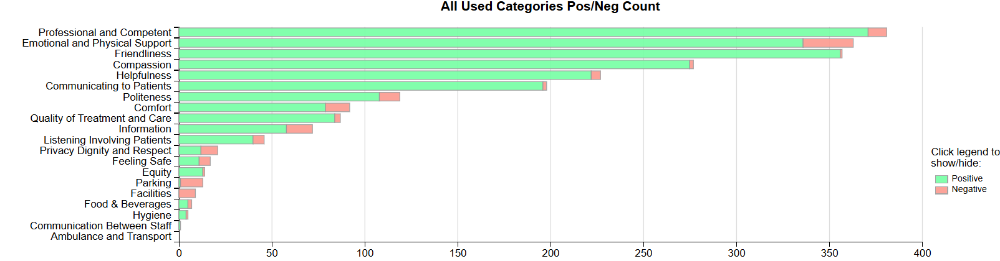 All Used Categories Pos/Neg Count
Professional and Competent
Emotional and Physical Support
Friendliness
Compassion
Helpfulness
Communicating to Patients
Politeness
Comfort
Quality of Treatment and Care
Information
Listening Involving Patients
Privacy Dignity and Respect
Feeling Safe
Equity
Parking
Facilities
Food & Beverages
Hygiene
Communication Between Staff
Ambulance and Transport
0 50 100 150 200 250 300 350 400
Click legend to
show/hide:
Positive
Negative